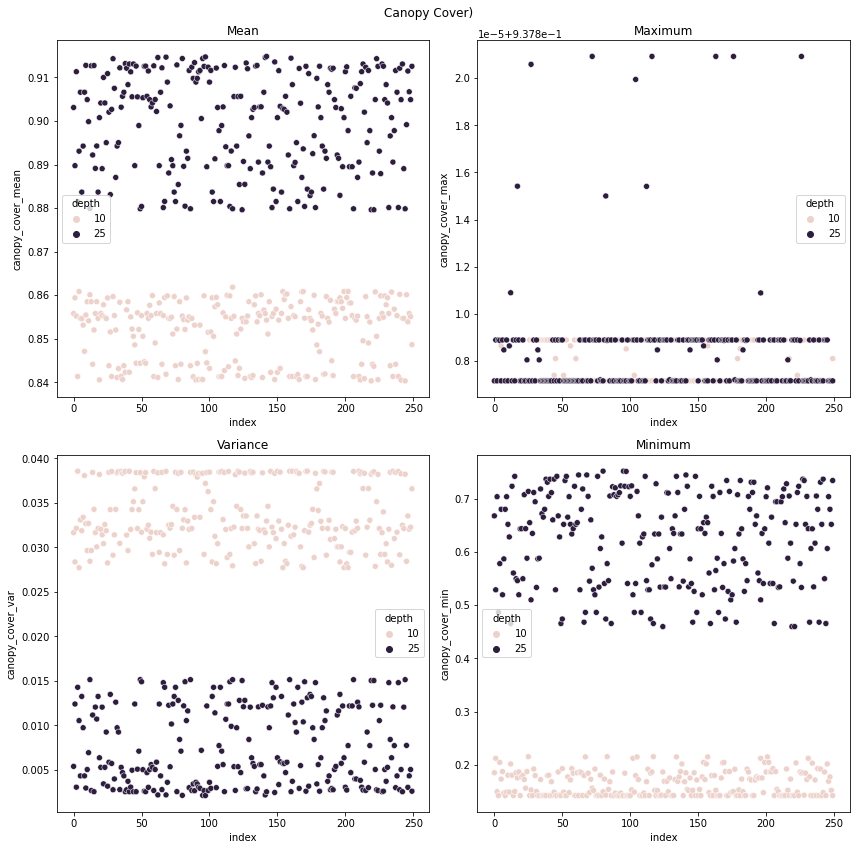 Canopy Cover)
Mean
canopy_cover_mean
0.91
0.90
0.89
0.88
0.87
0.86
0.85
0.84
depth
10
25
0 50 100 150 200 250
index
Maximum
1e-5+9.378e-1
canopy_cover_max
2.0
1.8
1.6
1.4
1.2
1.0
0.8
depth
10
25
0 50 100 150 200 250
index
Variance
canopy_cover_var
0.040
0.035
0.030
0.025
0.020
0.015
0.010
0.005
depth
10
25
0 50 100 150 200 250
index
Minimum
canopy_cover_min
0.7
0.6
0.5
0.4
0.3
0.2
depth
10
25
0 50 100 150 200 250
index